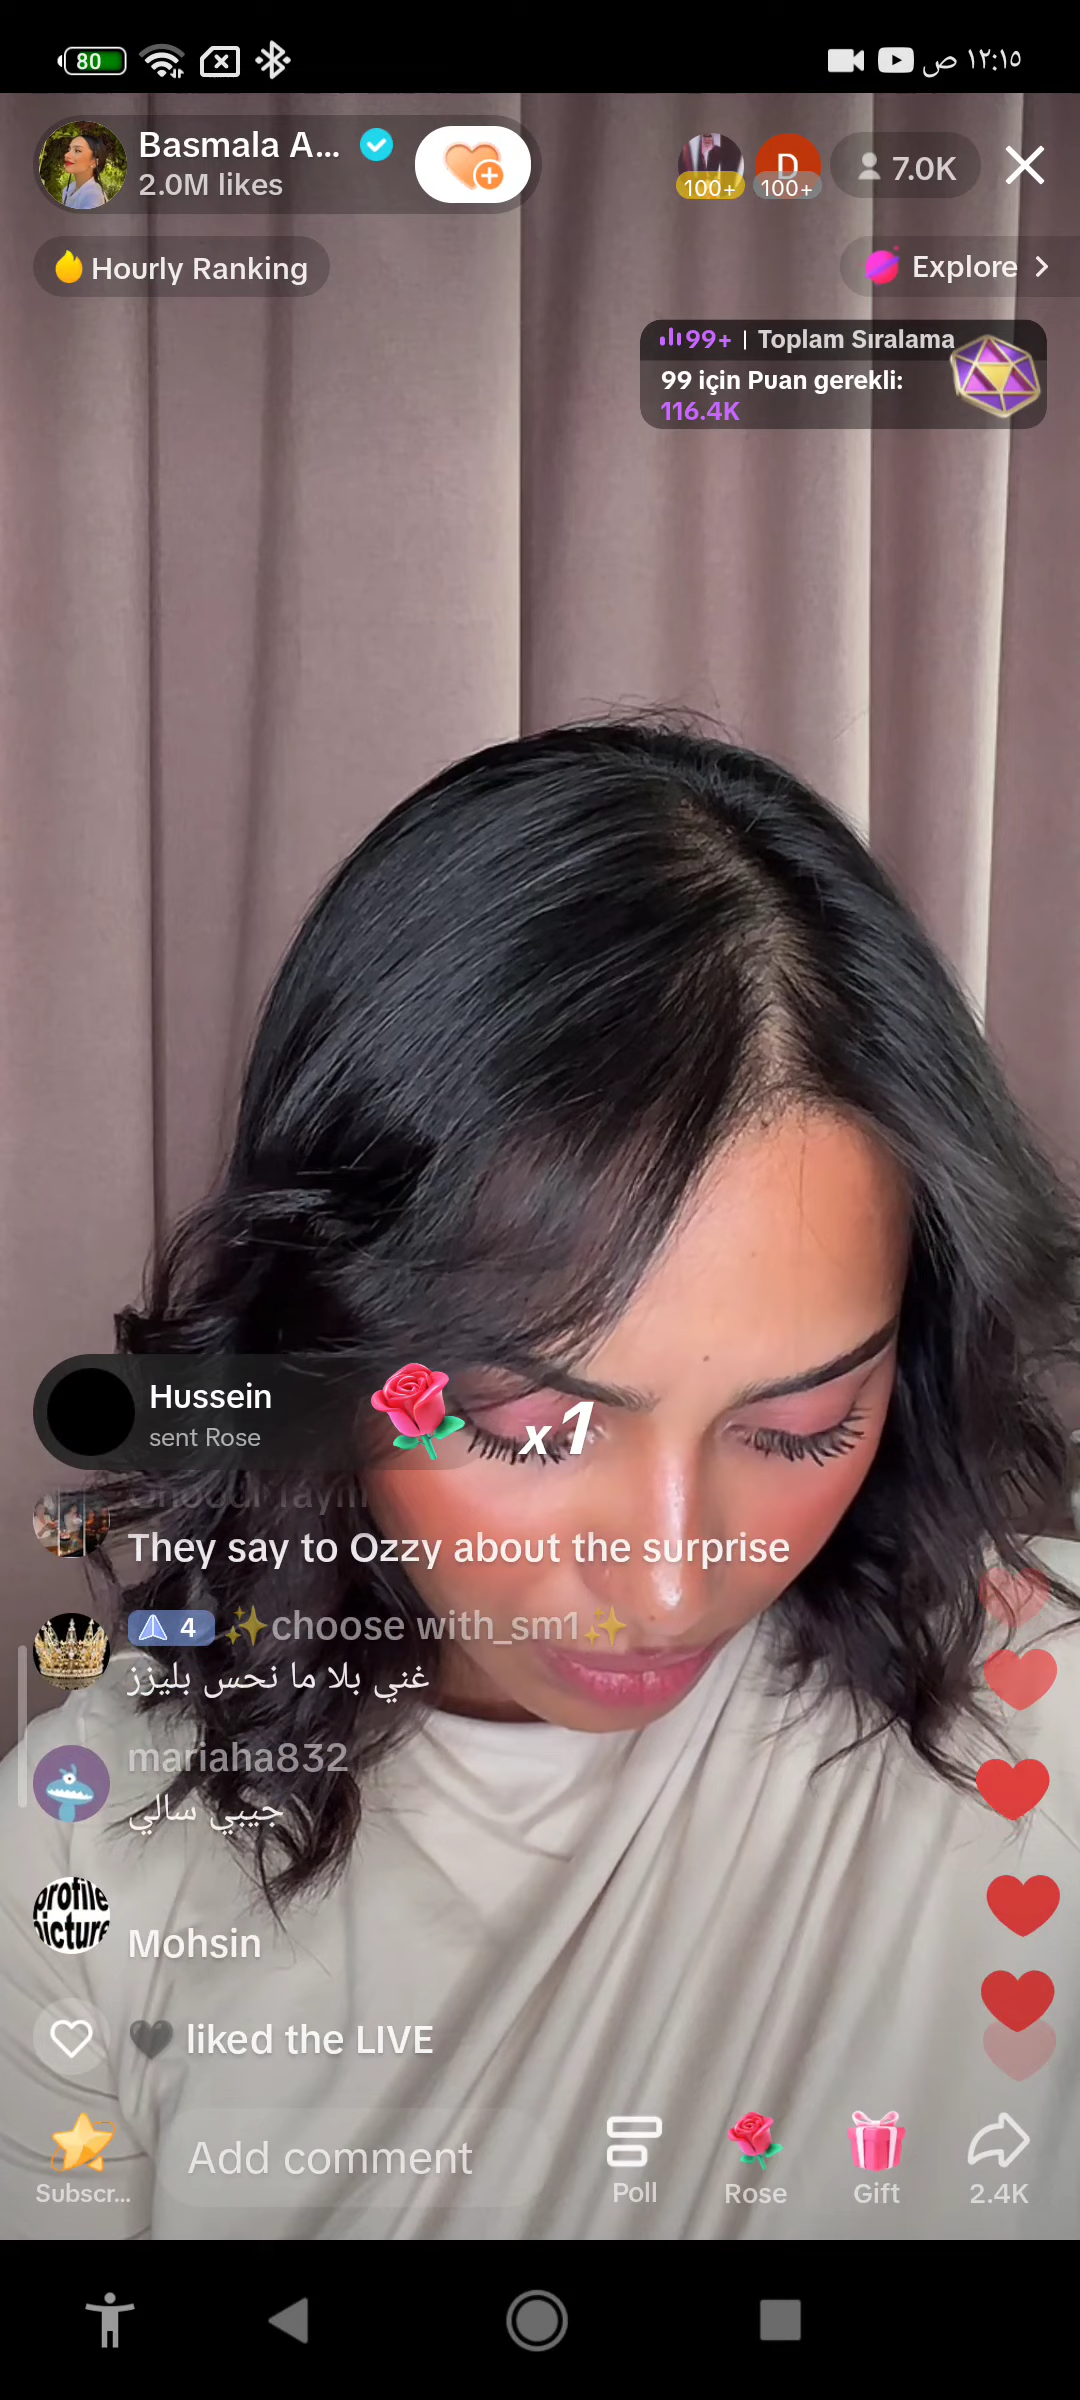 80
١٢:١٥ ص
Basmala A...
2.0M likes
100+
D
100+
7.0K
Hourly Ranking
Explore
99+ | Toplam Sıralama
99 için Puan gerekli:
116.4K
Hussein
sent Rose
x1
They say to Ozzy about the surprise
4 ✨choose with_sm1✨
غني بلا ما نحس بليزز
mariaha832
جيبي سالي
profile
picture
Mohsin
🖤 liked the LIVE
Subscr...
Add comment
Poll
Rose
Gift
2.4K